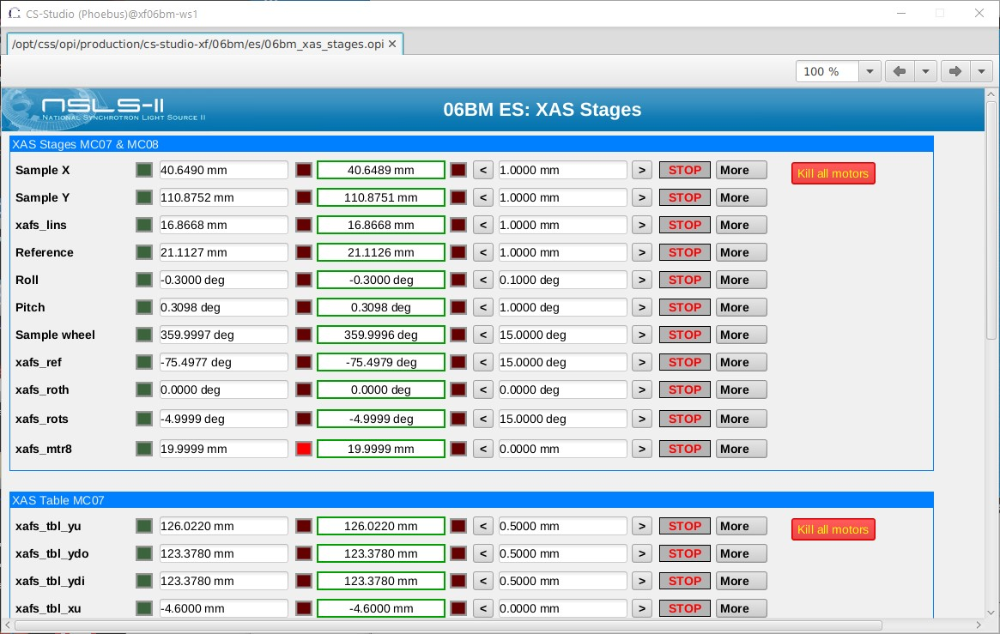 CS-Studio (Phoebus)@xf06bm-ws1
/opt/css/opi/production/cs-studio-xf/06bm/es/06bm_xas_stages.opi
100 %
NSLS-II
National Synchrotron Light Source II
06BM ES: XAS Stages
XAS Stages MC07 & MC08
Sample X 40.6490 mm 40.6489 mm < 1.0000 mm > STOP More Kill all motors
Sample Y 110.8752 mm 110.8751 mm < 1.0000 mm > STOP More
xafs_lins 16.8668 mm 16.8668 mm < 1.0000 mm > STOP More
Reference 21.1127 mm 21.1126 mm < 1.0000 mm > STOP More
Roll -0.3000 deg -0.3000 deg < 0.1000 deg > STOP More
Pitch 0.3098 deg 0.3098 deg < 1.0000 deg > STOP More
Sample wheel 359.9997 deg 359.9996 deg < 15.0000 deg > STOP More
xafs_ref -75.4977 deg -75.4979 deg < 15.0000 deg > STOP More
xafs_roth 0.0000 deg 0.0000 deg < 0.0000 deg > STOP More
xafs_rots -4.9999 deg -4.9999 deg < 15.0000 deg > STOP More
xafs_mtr8 19.9999 mm 19.9999 mm < 0.0000 mm > STOP More
XAS Table MC07
xafs_tbl_yu 126.0220 mm 126.0220 mm < 0.5000 mm > STOP More Kill all motors
xafs_tbl_ydo 123.3780 mm 123.3780 mm < 0.5000 mm > STOP More
xafs_tbl_ydi 123.3780 mm 123.3780 mm < 0.5000 mm > STOP More
xafs_tbl_xu -4.6000 mm -4.6000 mm < 0.0000 mm > STOP More